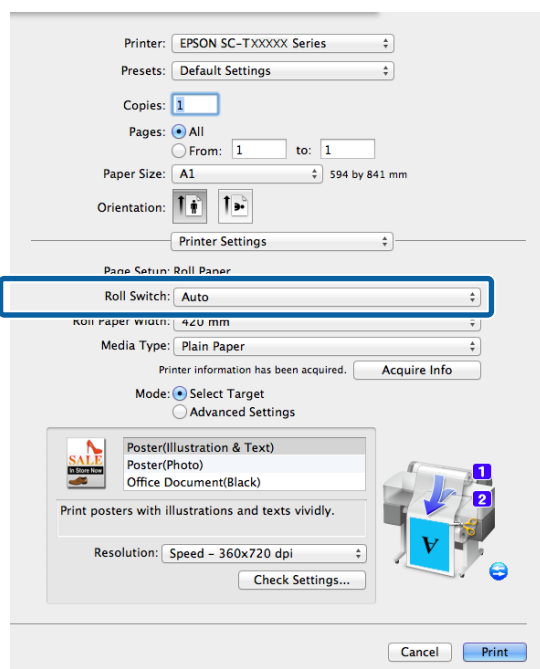 Printer: EPSON SC-TXXXXX Series
Presets: Default Settings
Copies: 1
Pages: All
From: 1 to: 1
Paper Size: A1 594 by 841 mm
Orientation:
Printer Settings
Page Setup: Roll Paper
Roll Switch: Auto
Roll Paper Width: 420 mm
Media Type: Plain Paper
Printer information has been acquired. Acquire Info
Mode: Select Target
Advanced Settings
SALE
In Store Now
Poster(Illustration & Text)
Poster(Photo)
Office Document(Black)
Print posters with illustrations and texts vividly.
1
2
A
Resolution: Speed – 360x720 dpi
Check Settings...
Cancel Print